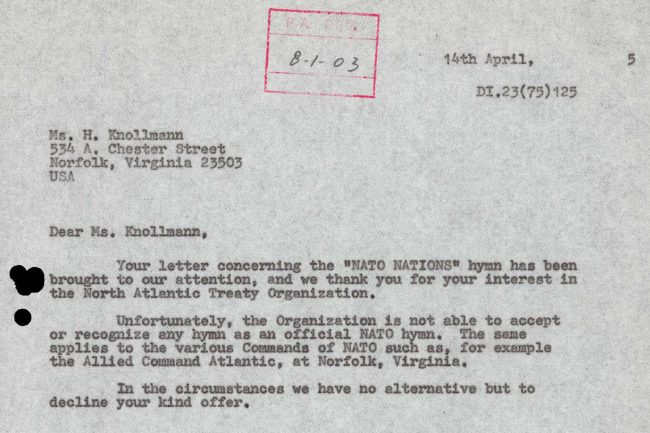 8-1-03
14th April, 5
DI.23(75)125
Ms. H. Knollmann
534 A. Chester Street
Norfolk, Virginia 23503
USA
Dear Ms. Knollmann,
Your letter concerning the "NATO NATIONS" hymn has been
brought to our attention, and we thank you for your interest in
the North Atlantic Treaty Organization.
Unfortunately, the Organization is not able to accept
or recognize any hymn as an official NATO hymn. The same
applies to the various Commands of NATO such as, for example
the Allied Command Atlantic, at Norfolk, Virginia.
In the circumstances we have no alternative but to
decline your kind offer.